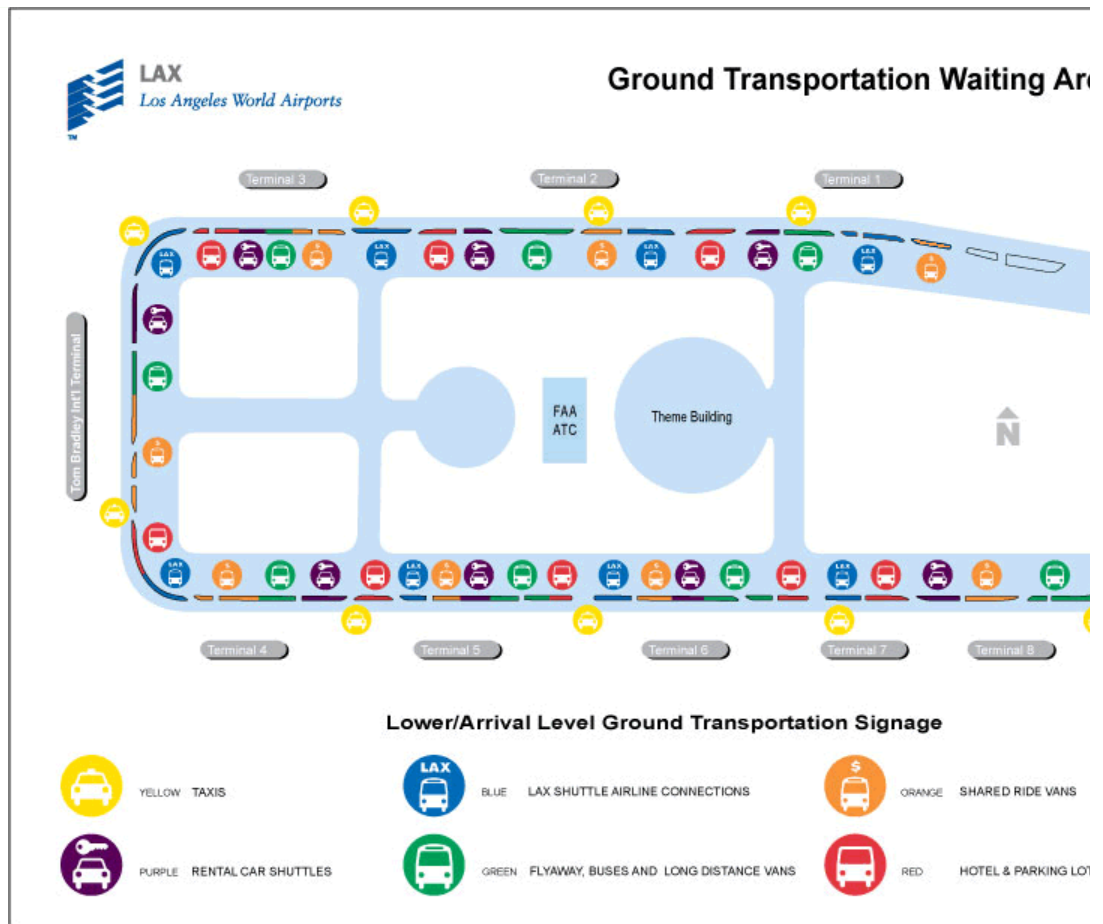 LAX
Los Angeles World Airports
TM
Ground Transportation Waiting Are
Terminal 3
Terminal 2
Terminal 1
Tom Bradley Int'l Terminal
FAA
ATC
Theme Building
N
Terminal 4
Terminal 5
Terminal 6
Terminal 7
Terminal 8
Lower/Arrival Level Ground Transportation Signage
YELLOW TAXIS
LAX
BLUE LAX SHUTTLE AIRLINE CONNECTIONS
$
ORANGE SHARED RIDE VANS
PURPLE RENTAL CAR SHUTTLES
GREEN FLYAWAY, BUSES AND LONG DISTANCE VANS
RED HOTEL & PARKING LOT